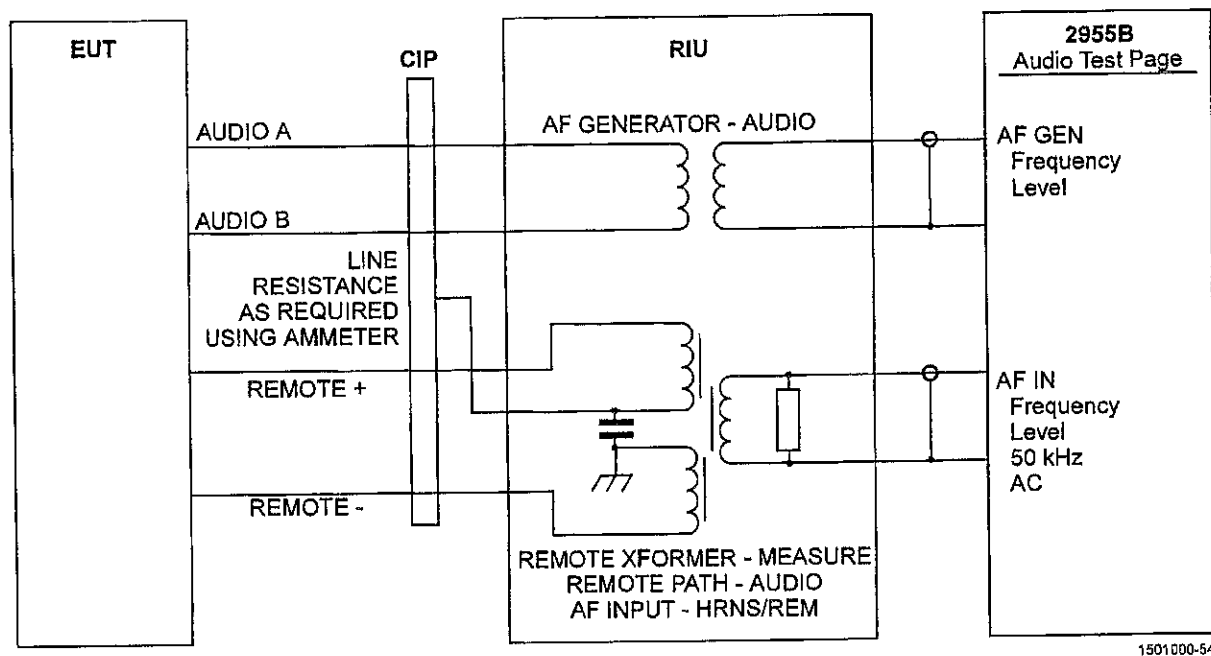 EUT
CIP
RIU
2955B
Audio Test Page
AUDIO A
AF GENERATOR - AUDIO
AF GEN
Frequency
Level
AUDIO B
LINE
RESISTANCE
AS REQUIRED
USING AMMETER
REMOTE +
AF IN
Frequency
Level
50 kHz
AC
REMOTE -
REMOTE XFORMER - MEASURE
REMOTE PATH - AUDIO
AF INPUT - HRNS/REM
1501000-54